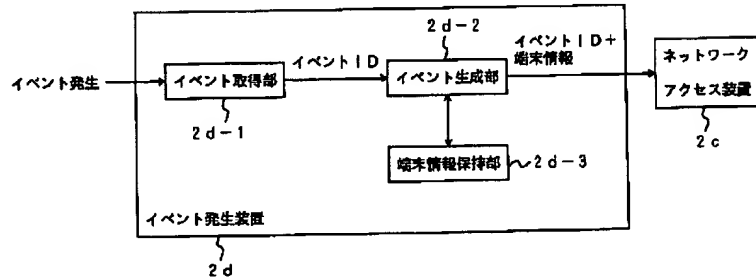 2d-2
イベントID
イベントID+
端末情報
ネットワーク
アクセス装置
イベント発生
イベント取得部
イベント生成部
2d-1
2c
端末情報保持部
2d-3
イベント発生装置
2d